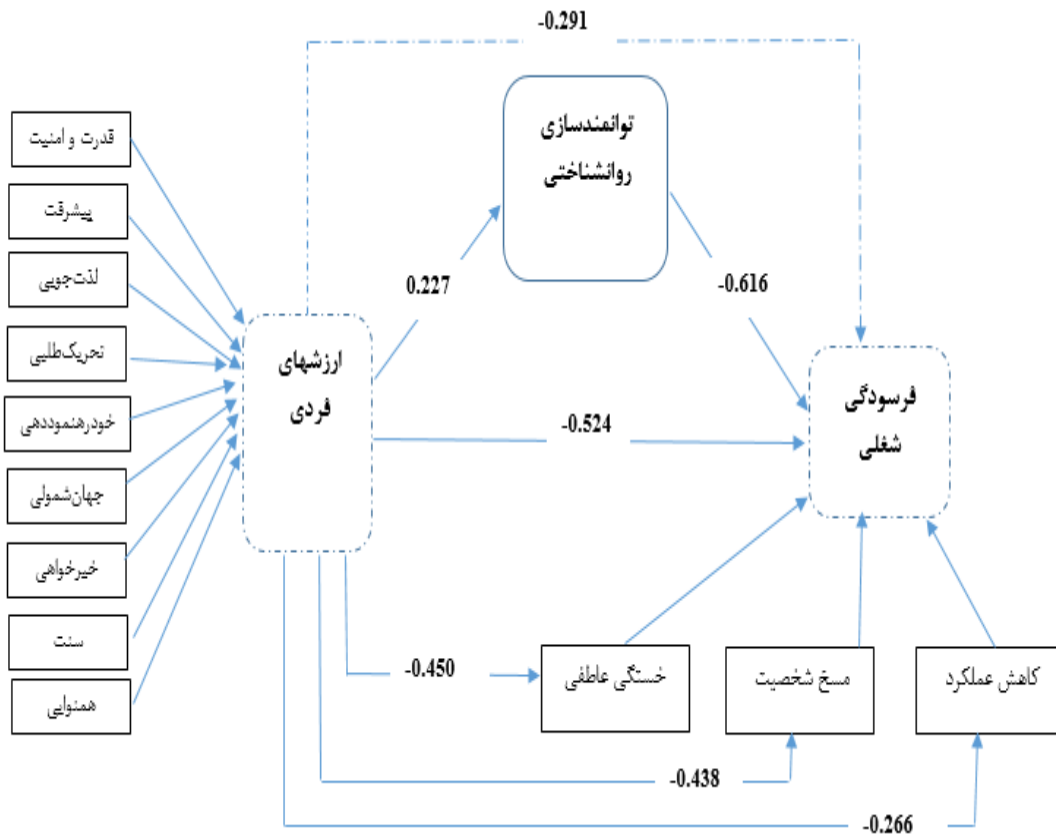 -0.291
توانمندسازی
روانشناختی
قدرت و امنیت
پیشرقت
لذت‌جویی
تحریک‌طلبی
خودرهنموددهی
جهان‌شمولی
خیرخواهی
سنت
همنوایی
ارزشهای
فردی
0.227
-0.616
-0.524
فرسودگی
شغلی
-0.450
خستگی عاطفی
مسخ شخصیت
کاهش عملکرد
-0.438
-0.266